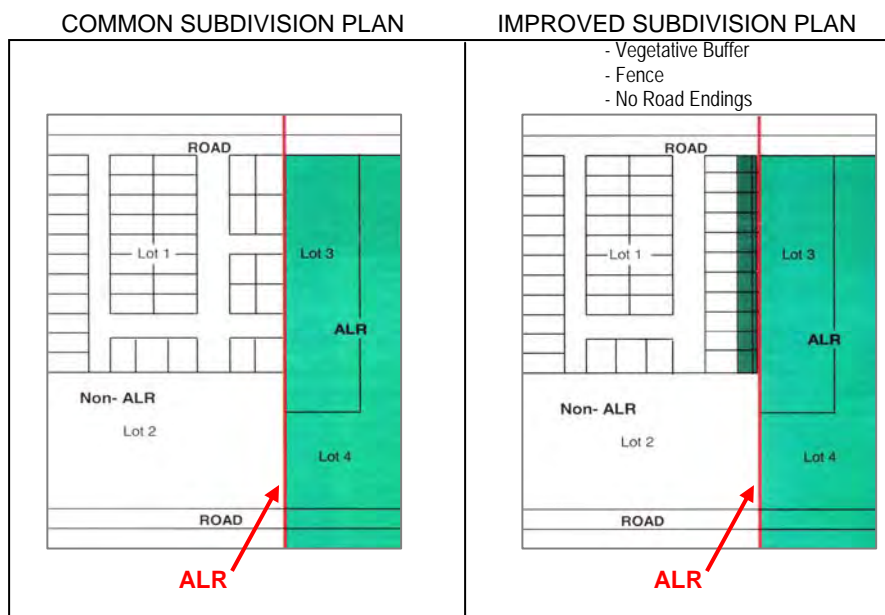 COMMON SUBDIVISION PLAN
ROAD
Lot 1
Lot 3
ALR
Non- ALR
Lot 2
Lot 4
ROAD
ALR
IMPROVED SUBDIVISION PLAN
- Vegetative Buffer
- Fence
- No Road Endings
ROAD
Lot 1
Lot 3
ALR
Non- ALR
Lot 2
Lot 4
ROAD
ALR